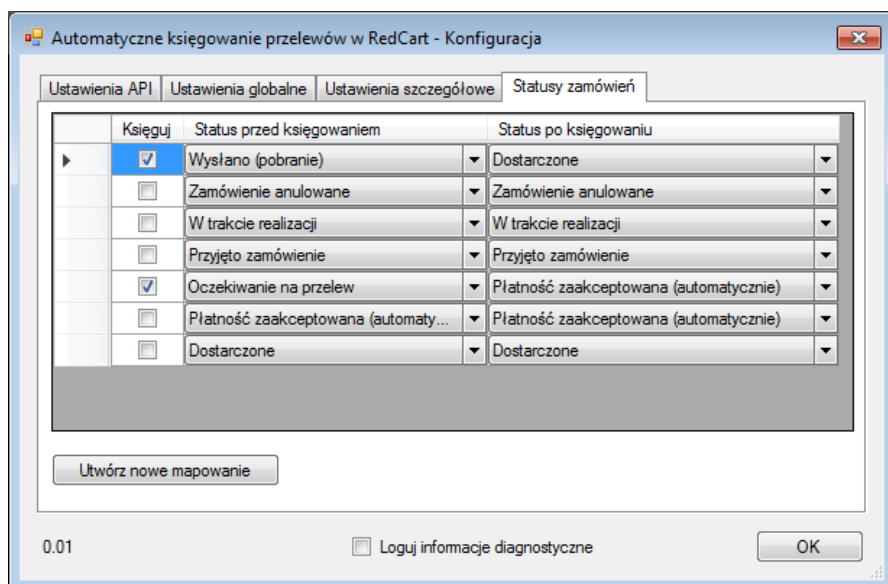 Automatyczne księgowanie przelewów w RedCart - Konfiguracja
Ustawienia API Ustawienia globalne Ustawienia szczegółowe Statusy zamówień
Księguj Status przed księgowaniem Status po księgowaniu
Wysłano (pobranie) Dostarczone
Zamówienie anulowane Zamówienie anulowane
W trakcie realizacji W trakcie realizacji
Przyjęto zamówienie Przyjęto zamówienie
Oczekiwanie na przelew Płatność zaakceptowana (automatycznie)
Płatność zaakceptowana (automaty... Płatność zaakceptowana (automatycznie)
Dostarczone Dostarczone
Utwórz nowe mapowanie
0.01 Loguj informacje diagnostyczne OK